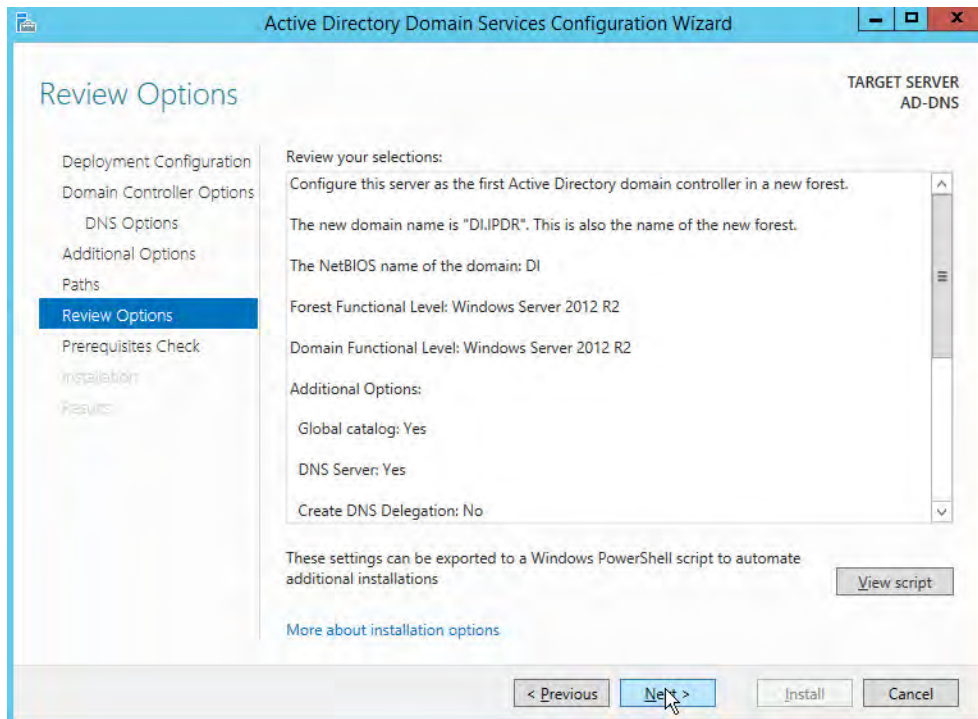 Active Directory Domain Services Configuration Wizard
Review Options
TARGET SERVER
AD-DNS
Deployment Configuration
Domain Controller Options
DNS Options
Additional Options
Paths
Review Options
Prerequisites Check
Installation
Results
Review your selections:
Configure this server as the first Active Directory domain controller in a new forest.
The new domain name is "DI.IPDR". This is also the name of the new forest.
The NetBIOS name of the domain: DI
Forest Functional Level: Windows Server 2012 R2
Domain Functional Level: Windows Server 2012 R2
Additional Options:
Global catalog: Yes
DNS Server: Yes
Create DNS Delegation: No
These settings can be exported to a Windows PowerShell script to automate
additional installations
View script
More about installation options
< Previous
Next >
Install
Cancel